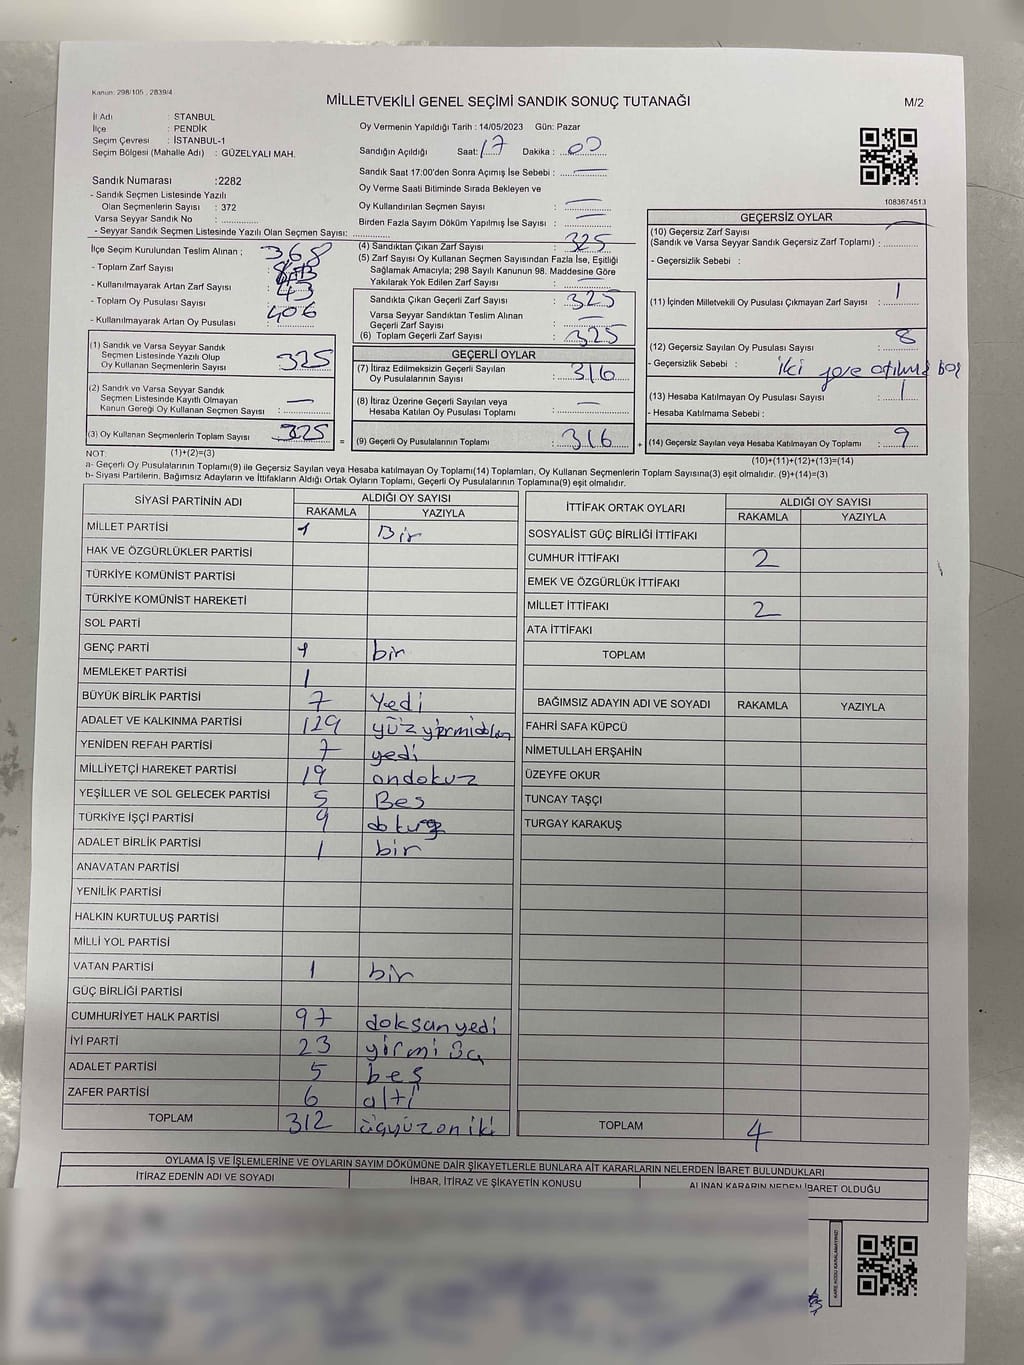 Kanun: 298/105 , 2839/4
MİLLETVEKİLİ GENEL SEÇİMİ SANDIK SONUÇ TUTANAĞI
M/2
İl Adı : STANBUL
İlçe : PENDİK
Seçim Çevresi : İSTANBUL-1
Seçim Bölgesi (Mahalle Adı) : GÜZELYALI MAH.
Oy Vermenin Yapıldığı Tarih : 14/05/2023 Gün: Pazar
Sandığın Açıldığı Saat: 17 Dakika : 00
Sandık Saat 17:00'den Sonra Açımış İse Sebebi : —
Oy Verme Saati Bitiminde Sırada Bekleyen ve
Oy Kullandırılan Seçmen Sayısı : —
Birden Fazla Sayım Döküm Yapılmış İse Sayısı : —
Sandık Numarası :2282
- Sandık Seçmen Listesinde Yazılı
Olan Seçmenlerin Sayısı : 372
Varsa Seyyar Sandık No :
- Seyyar Sandık Seçmen Listesinde Yazılı Olan Seçmen Sayısı:
1083674513
İlçe Seçim Kurulundan Teslim Alınan ;
368
- Toplam Zarf Sayısı
- Kullanılmayarak Artan Zarf Sayısı : 43
- Toplam Oy Pusulası Sayısı 406
- Kullanılmayarak Artan Oy Pusulası
(1) Sandık ve Varsa Seyyar Sandık
Seçmen Listesinde Yazılı Olup
Oy Kullanan Seçmenlerin Sayısı : 325
(2) Sandık ve Varsa Seyyar Sandık
Seçmen Listesinde Kayıtlı Olmayan
Kanun Gereği Oy Kullanan Seçmen Sayısı : —
(3) Oy Kullanan Seçmenlerin Toplam Sayısı : 325 =
(4) Sandıktan Çıkan Zarf Sayısı : 325
(5) Zarf Sayısı Oy Kullanan Seçmen Sayısından Fazla İse, Eşitliği
Sağlamak Amacıyla; 298 Sayılı Kanunun 98. Maddesine Göre
Yakılarak Yok Edilen Zarf Sayısı : —
Sandıkta Çıkan Geçerli Zarf Sayısı : 325
Varsa Seyyar Sandıktan Teslim Alınan
Geçerli Zarf Sayısı : —
(6) Toplam Geçerli Zarf Sayısı : 325
GEÇERLİ OYLAR
(7) İtiraz Edilmeksizin Geçerli Sayılan
Oy Pusulalarının Sayısı : 316
(8) İtiraz Üzerine Geçerli Sayılan veya
Hesaba Katılan Oy Pusulası Toplamı : —
(9) Geçerli Oy Pusulalarının Toplamı : 316 +
GEÇERSİZ OYLAR
(10) Geçersiz Zarf Sayısı
(Sandık ve Varsa Seyyar Sandık Geçersiz Zarf Toplamı) :
- Geçersizlik Sebebi :
(11) İçinden Milletvekili Oy Pusulası Çıkmayan Zarf Sayısı : 1
(12) Geçersiz Sayılan Oy Pusulası Sayısı : 8
- Geçersizlik Sebebi : iki
(13) Hesaba Katılmayan Oy Pusulası Sayısı : 1
- Hesaba Katılmama Sebebi :
(14) Geçersiz Sayılan veya Hesaba Katılmayan Oy Toplamı : 9
NOT: (1)+(2)=(3)
(10)+(11)+(12)+(13)=(14)
a- Geçerli Oy Pusulalarının Toplamı(9) ile Geçersiz Sayılan veya Hesaba katılmayan Oy Toplamı(14) Toplamları, Oy Kullanan Seçmenlerin Toplam Sayısına(3) eşit olmalıdır. (9)+(14)=(3)
b- Siyasi Partilerin, Bağımsız Adayların ve İttifakların Aldığı Ortak Oyların Toplamı, Geçerli Oy Pusulalarının Toplamına(9) eşit olmalıdır.
SİYASİ PARTİNİN ADI ALDIĞI OY SAYISI
RAKAMLA YAZIYLA
MİLLET PARTİSİ 1 Bir
HAK VE ÖZGÜRLÜKLER PARTİSİ
TÜRKİYE KOMÜNİST PARTİSİ
TÜRKİYE KOMÜNİST HAREKETİ
SOL PARTİ
GENÇ PARTİ 1 bir
MEMLEKET PARTİSİ 1
BÜYÜK BİRLİK PARTİSİ 7 Yedi
ADALET VE KALKINMA PARTİSİ 129
YENİDEN REFAH PARTİSİ 7 yedi
MİLLİYETÇİ HAREKET PARTİSİ 19 ondokuz
YEŞİLLER VE SOL GELECEK PARTİSİ 5 Bes
TÜRKİYE İŞÇİ PARTİSİ 9 dokuz
ADALET BİRLİK PARTİSİ 1 bir
ANAVATAN PARTİSİ
YENİLİK PARTİSİ
HALKIN KURTULUŞ PARTİSİ
MİLLİ YOL PARTİSİ
VATAN PARTİSİ 1 bir
GÜÇ BİRLİĞİ PARTİSİ
CUMHURİYET HALK PARTİSİ 97 doksan yedi
İYİ PARTİ 23 yirmi üç
ADALET PARTİSİ 5 beş
ZAFER PARTİSİ 6 altı
TOPLAM 312 üçyüzoniki
İTTİFAK ORTAK OYLARI ALDIĞI OY SAYISI
RAKAMLA YAZIYLA
SOSYALİST GÜÇ BİRLİĞİ İTTİFAKI
CUMHUR İTTİFAKI 2
EMEK VE ÖZGÜRLÜK İTTİFAKI
MİLLET İTTİFAKI 2
ATA İTTİFAKI
TOPLAM
BAĞIMSIZ ADAYIN ADI VE SOYADI RAKAMLA YAZIYLA
FAHRİ SAFA KÜPCÜ
NİMETULLAH ERŞAHİN
ÜZEYFE OKUR
TUNCAY TAŞÇI
TURGAY KARAKUŞ
TOPLAM 4
OYLAMA İŞ VE İŞLEMLERİNE VE OYLARIN SAYIM DÖKÜMÜNE DAİR ŞİKAYETLERLE BUNLARA AİT KARARLARIN NELERDEN İBARET BULUNDUKLARI
İTİRAZ EDENİN ADI VE SOYADI İHBAR, İTİRAZ VE ŞİKAYETİN KONUSU ALINAN KARARIN NEDEN İBARET OLDUĞU
KARE KODU KARALAMAYINIZ!